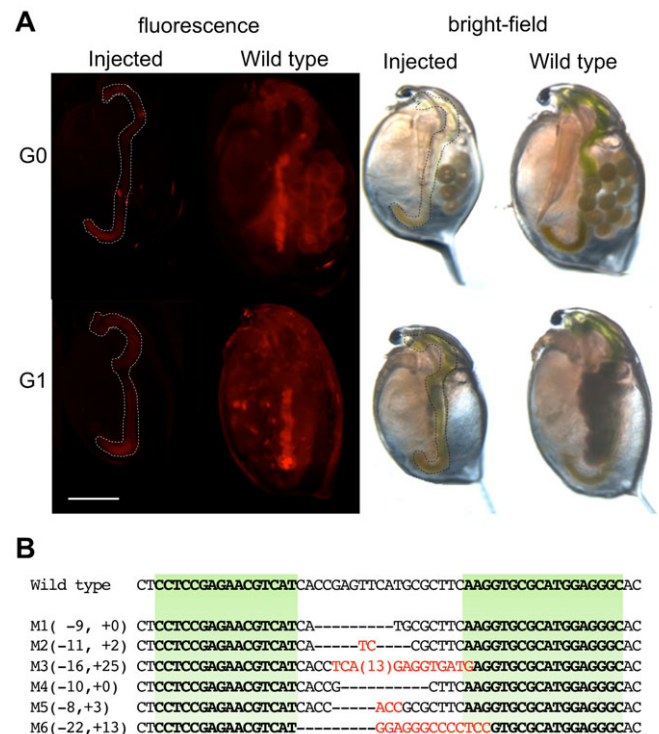 A
fluorescence
bright-field
Injected
Wild type
Injected
Wild type
G0
G1
B
Wild type CTCCTCCGAGAACGTCATCACCGAGTTCATGCGCTTCAAGGTGCGCATGGAGGGCAC
M1( -9, +0) CTCCTCCGAGAACGTCATCA---------TGCGCTTCAAGGTGCGCATGGAGGGCAC
M2(-11, +2) CTCCTCCGAGAACGTCATCA-----TC----CGCTTCAAGGTGCGCATGGAGGGCAC
M3(-16,+25) CTCCTCCGAGAACGTCATCACCTCA(13)GAGGTGATGAGGTGCGCATGGAGGGCAC
M4(-10,+0) CTCCTCCGAGAACGTCATCACCG----------CTTCAAGGTGCGCATGGAGGGCAC
M5(-8,+3) CTCCTCCGAGAACGTCATCACC-----ACCGCGCTTCAAGGTGCGCATGGAGGGCAC
M6(-22,+13) CTCCTCCGAGAACGTCAT---------GGAGGGCCCCTCCGTGCGCATGGAGGGCAC